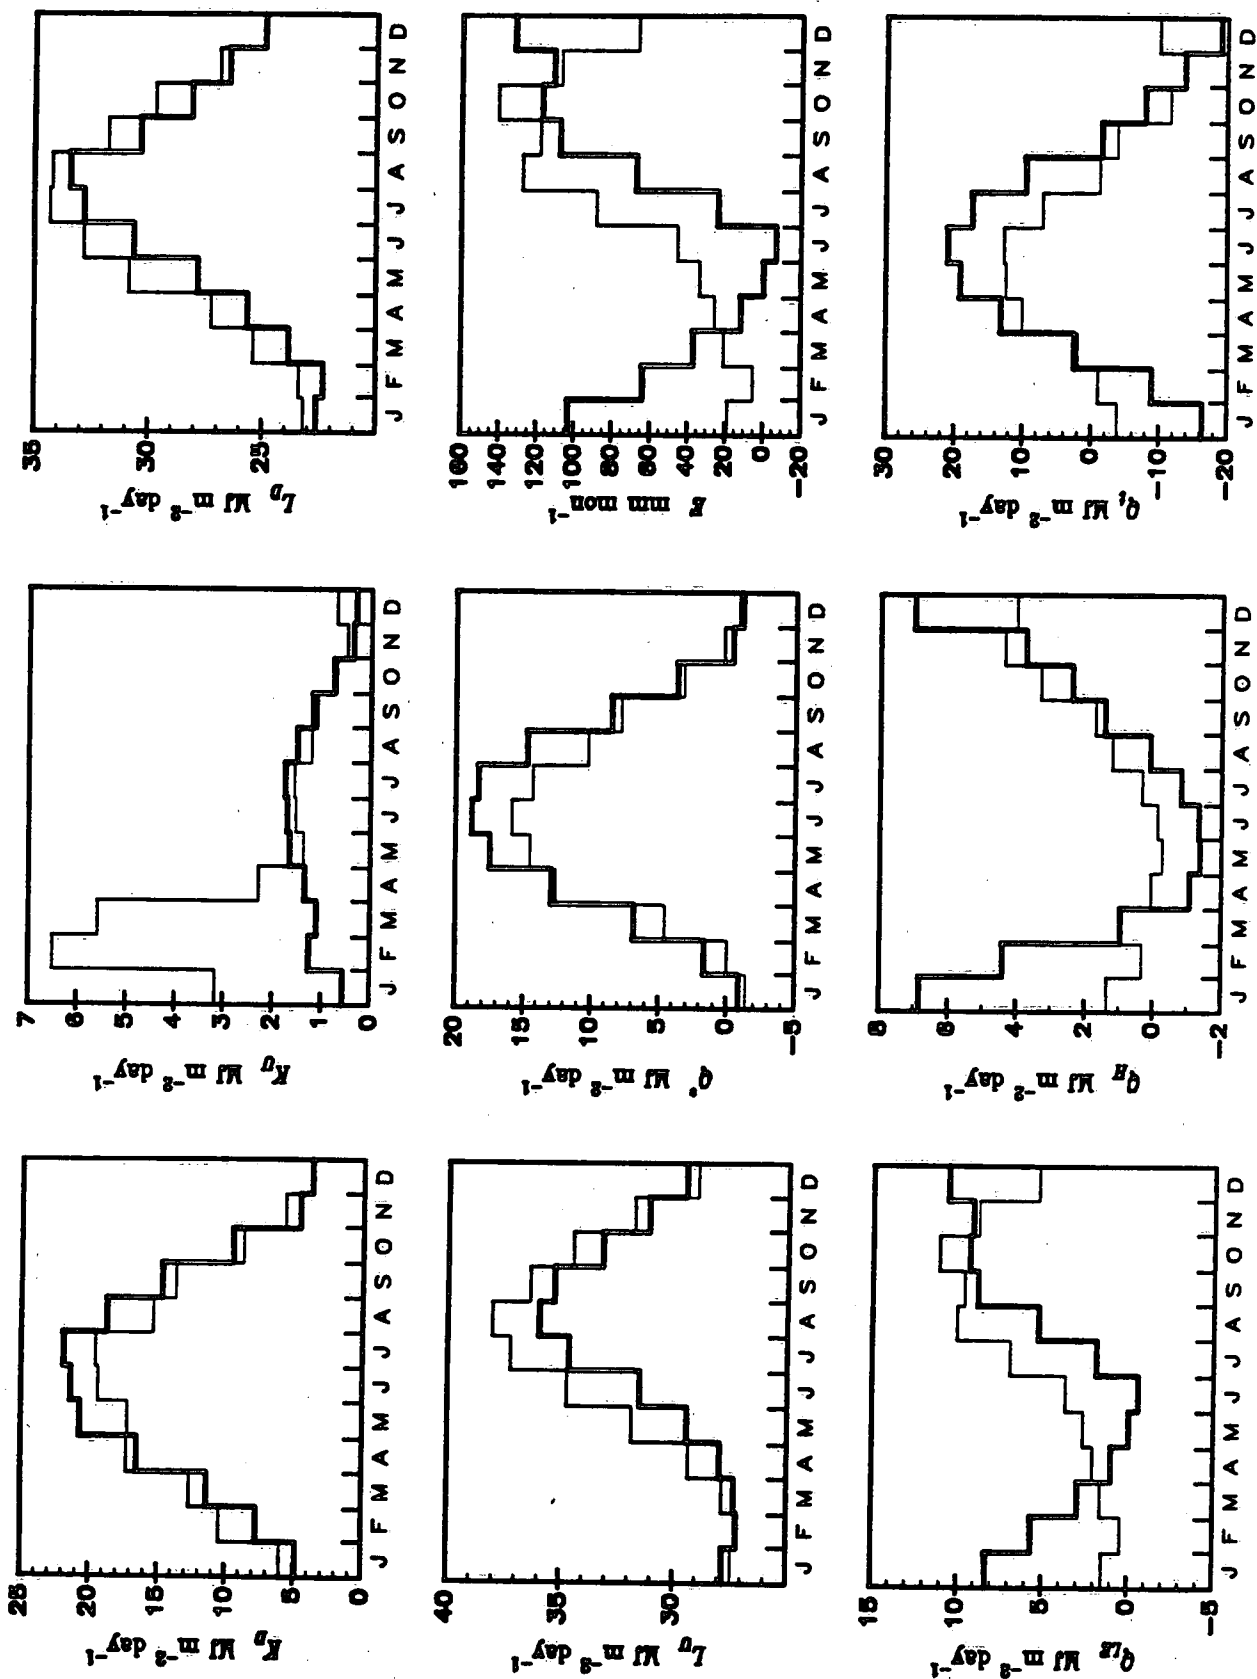 K_D MJ m⁻² day⁻¹
25
20
15
10
5
0
J F M A M J J A S O N D
K_U MJ m⁻² day⁻¹
7
6
5
4
3
2
1
0
J F M A M J J A S O N D
L_D MJ m⁻² day⁻¹
35
30
25
J F M A M J J A S O N D
L_U MJ m⁻² day⁻¹
40
35
30
J F M A M J J A S O N D
Q* MJ m⁻² day⁻¹
20
15
10
5
0
−5
J F M A M J J A S O N D
E mm mon⁻¹
160
140
120
100
80
60
40
20
0
−20
J F M A M J J A S O N D
Q_LE MJ m⁻² day⁻¹
15
10
5
0
−5
J F M A M J J A S O N D
Q_H MJ m⁻² day⁻¹
8
6
4
2
0
−2
J F M A M J J A S O N D
Q_t MJ m⁻² day⁻¹
30
20
10
0
−10
−20
J F M A M J J A S O N D